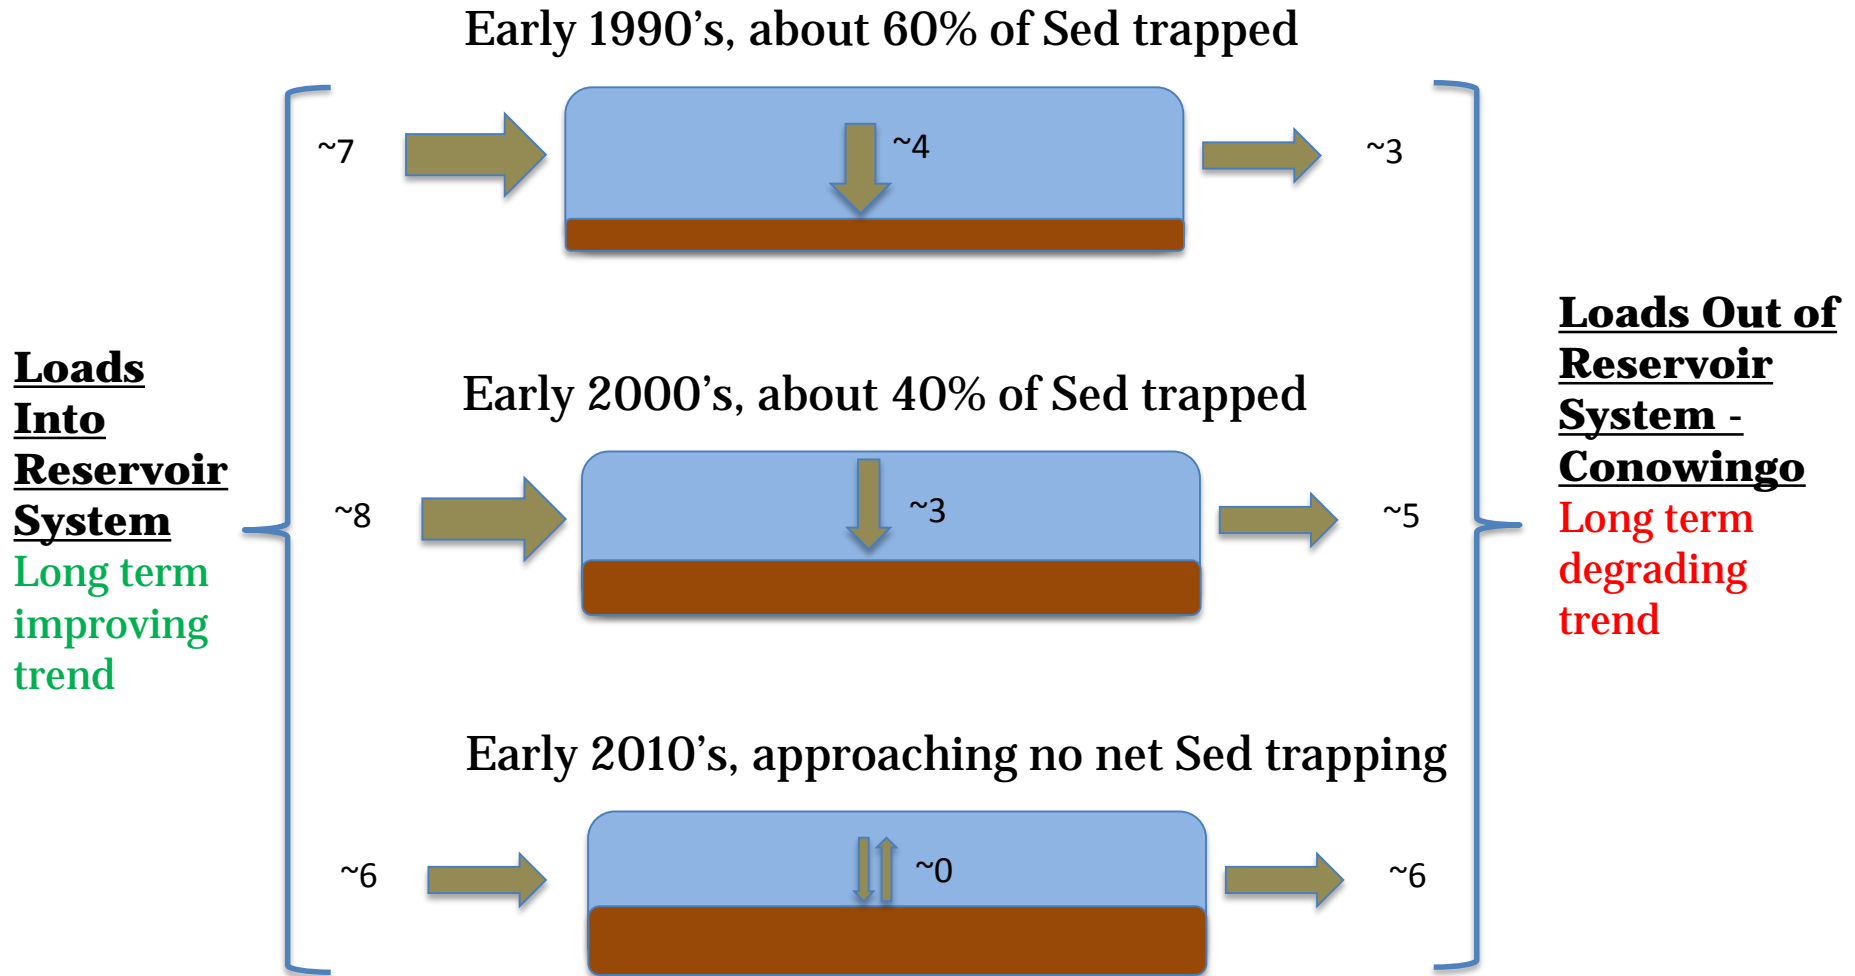 Early 1990’s, about 60% of Sed trapped
~7
~4
~3
Loads
Into
Reservoir
System
Long term
improving
trend
Early 2000’s, about 40% of Sed trapped
~8
~3
~5
Loads Out of
Reservoir
System -
Conowingo
Long term
degrading
trend
Early 2010’s, approaching no net Sed trapping
~6
~0
~6